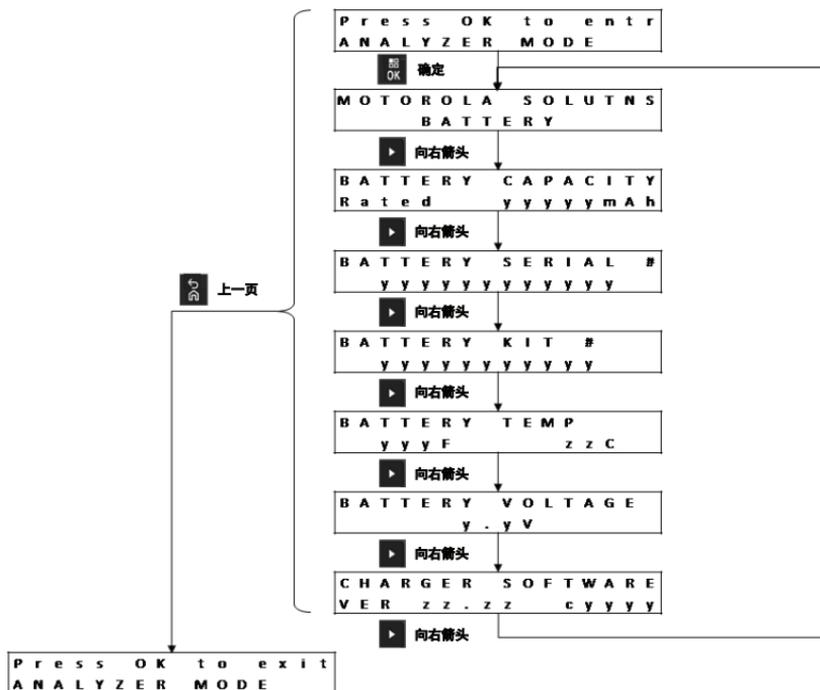 Press OK to entr
ANALYZER MODE
OK 确定
MOTOROLA SOLUTNS
BATTERY
向右箭头
BATTERY CAPACITY
Rated yyyyymAh
向右箭头
BATTERY SERIAL #
yyyyyyyyyyyy
上一页
向右箭头
BATTERY KIT #
yyyyyyyyyyy
向右箭头
BATTERY TEMP
yyyF zzC
向右箭头
BATTERY VOLTAGE
y.yV
向右箭头
CHARGER SOFTWARE
VER zz.zz cyyyy
向右箭头
Press OK to exit
ANALYZER MODE